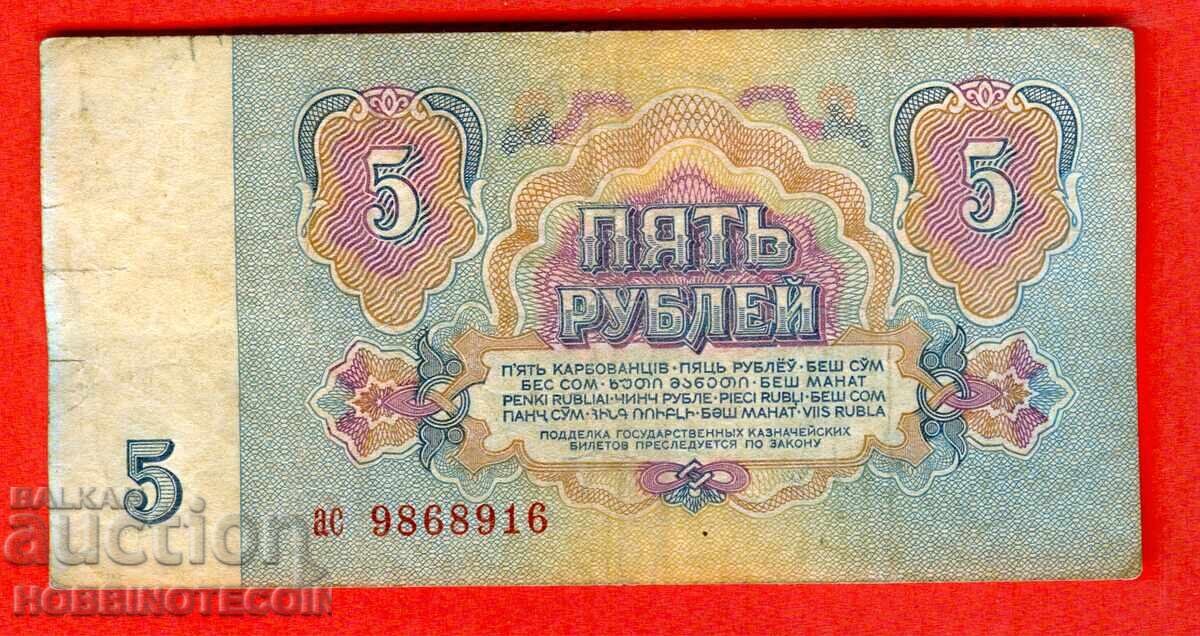 5
5
ПЯТЬ
РУБЛЕЙ
П'ЯТЬ КАРБОВАНЦІВ · ПЯЦЬ РУБЛЁЎ · БЕШ СЎМ
БЕС СОМ · ᲮᲣᲗᲘ ᲛᲐᲜᲔᲗᲘ · БЕШ МАНАТ
PENKI RUBLIAI · ЧИНЧ РУБЛЕ · PIECI RUBĻI · БЕШ СОМ
ПАНҶ СЎМ · ՀԻՆԳ ՌՈՒԲԼԻ · БӘШ МАНАТ · VIIS RUBLA
ПОДДЕЛКА ГОСУДАРСТВЕННЫХ КАЗНАЧЕЙСКИХ
БИЛЕТОВ ПРЕСЛЕДУЕТСЯ ПО ЗАКОНУ
5
ас 9868916
BALKAN
auction
HOBBINOTECOIN